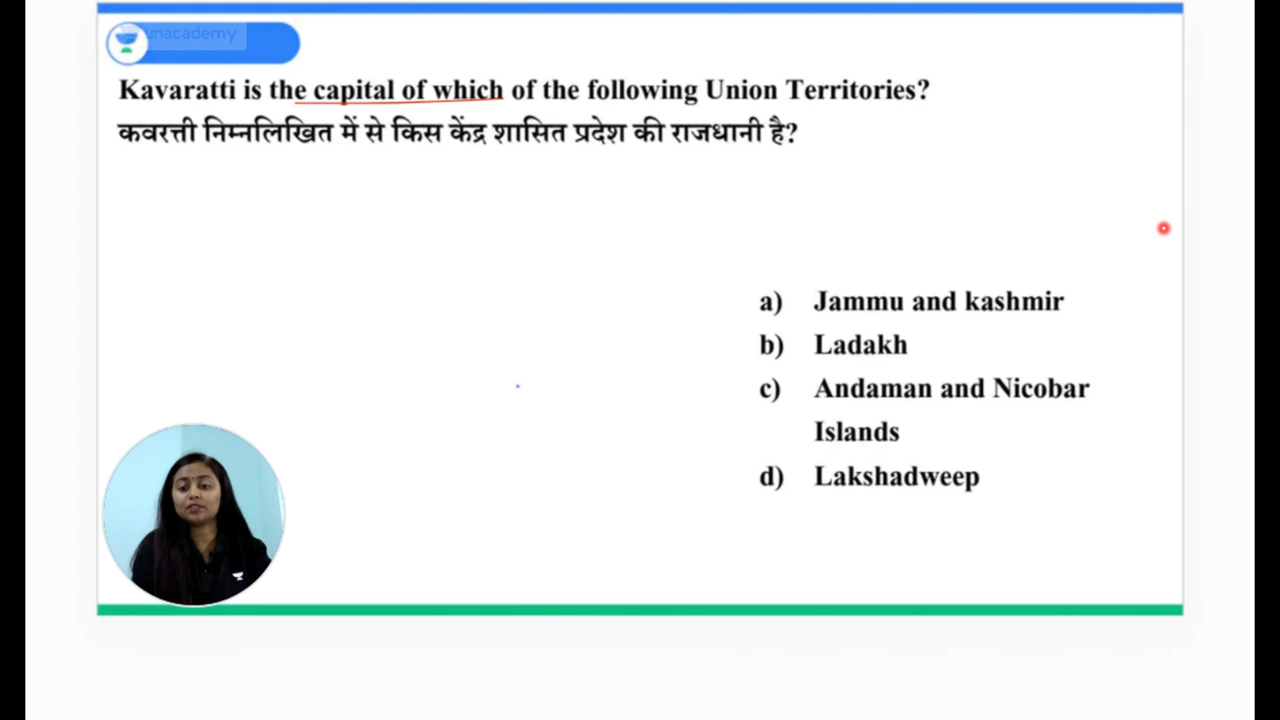 unacademy
Kavaratti is the capital of which of the following Union Territories?
कवरत्ती निम्नलिखित में से किस केंद्र शासित प्रदेश की राजधानी है?
a) Jammu and kashmir
b) Ladakh
c) Andaman and Nicobar
Islands
d) Lakshadweep